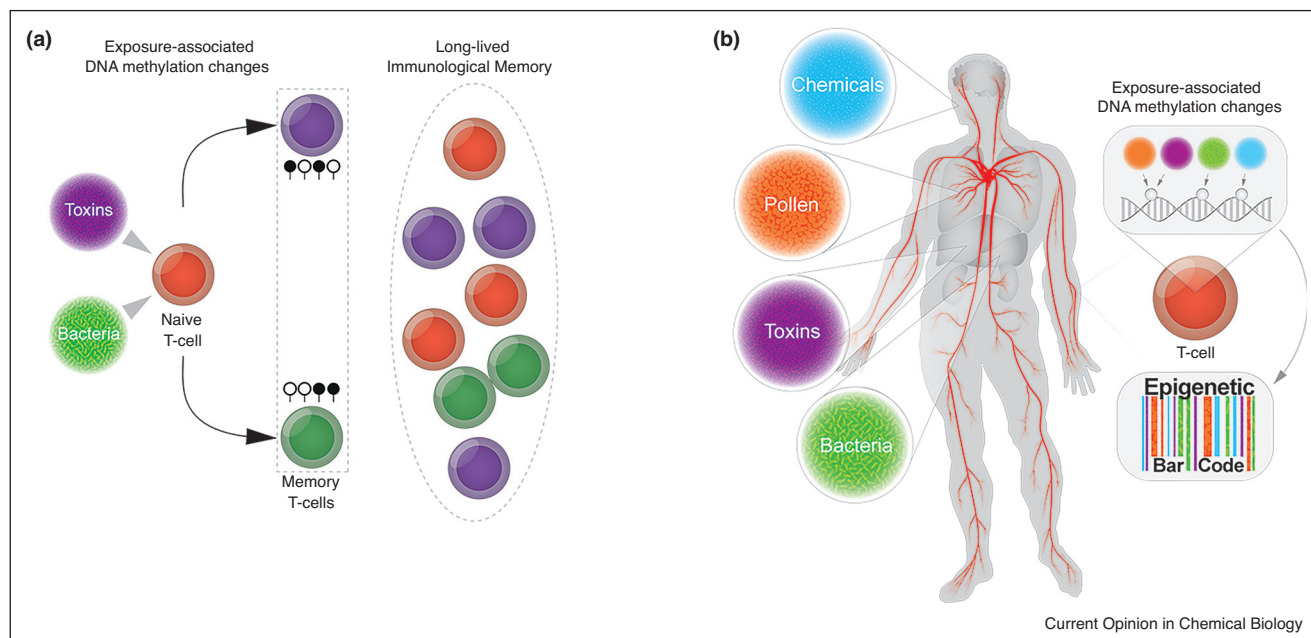 (a)
Exposure-associated
DNA methylation changes
Long-lived
Immunological Memory
Toxins
Bacteria
Naive
T-cell
Memory
T-cells
(b)
Chemicals
Pollen
Toxins
Bacteria
Exposure-associated
DNA methylation changes
T-cell
Epigenetic
Bar Code
Current Opinion in Chemical Biology